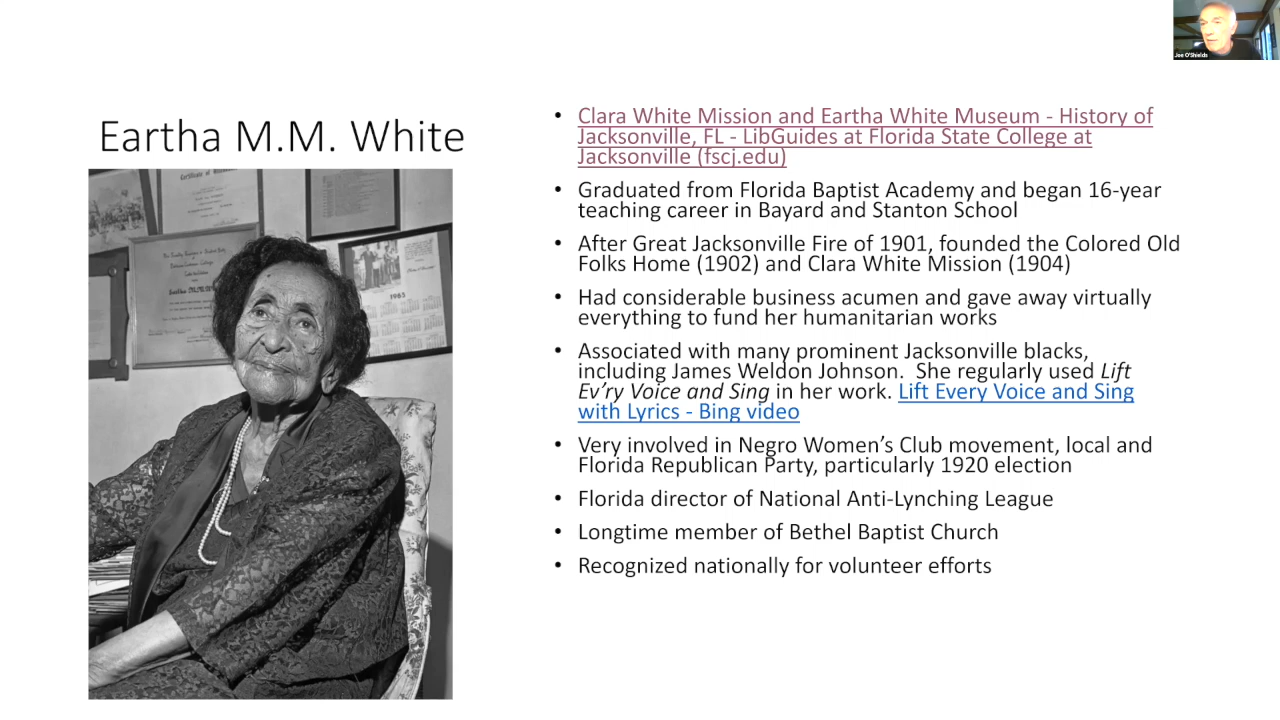 Joe O'Shields
Eartha M.M. White
Certificate of
1963
• Clara White Mission and Eartha White Museum - History of
Jacksonville, FL - LibGuides at Florida State College at
Jacksonville (fscj.edu)
• Graduated from Florida Baptist Academy and began 16-year
teaching career in Bayard and Stanton School
• After Great Jacksonville Fire of 1901, founded the Colored Old
Folks Home (1902) and Clara White Mission (1904)
• Had considerable business acumen and gave away virtually
everything to fund her humanitarian works
• Associated with many prominent Jacksonville blacks,
including James Weldon Johnson.  She regularly used Lift
Ev’ry Voice and Sing in her work. Lift Every Voice and Sing
with Lyrics - Bing video
• Very involved in Negro Women’s Club movement, local and
Florida Republican Party, particularly 1920 election
• Florida director of National Anti-Lynching League
• Longtime member of Bethel Baptist Church
• Recognized nationally for volunteer efforts